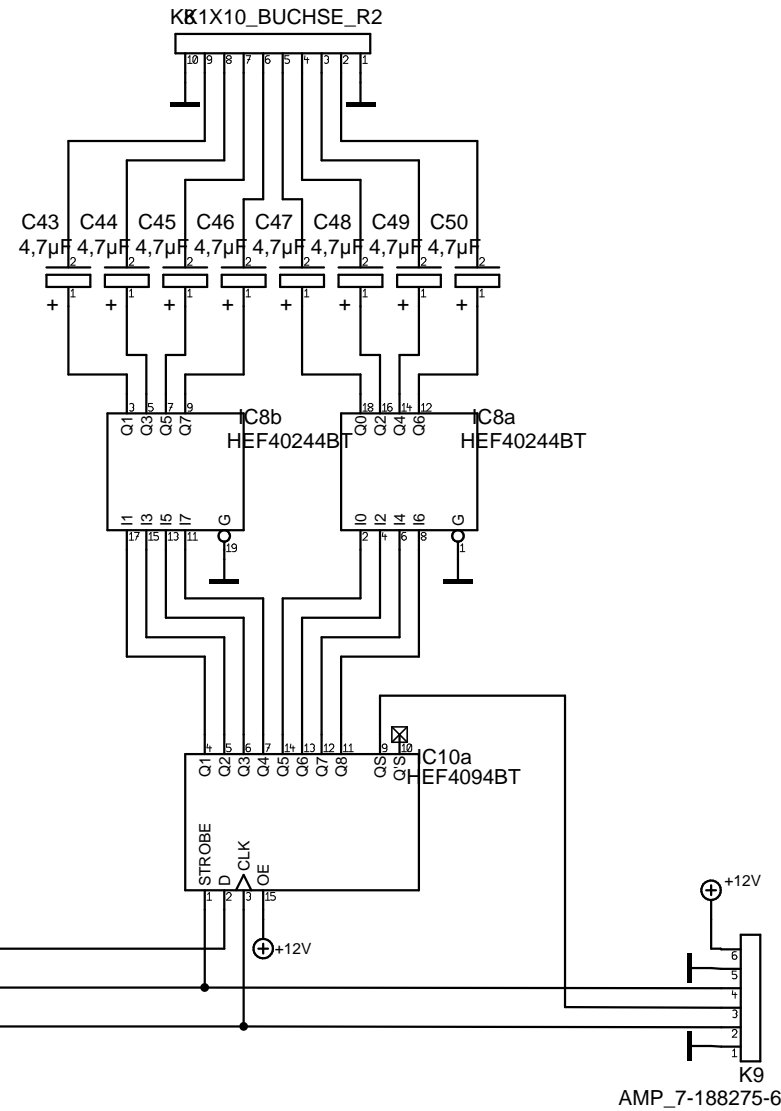 K8 K1X10_BUCHSE_R2
10 9 8 7 6 5 4 3 2 1
C43 C44 C45 C46 C47 C48 C49 C50
4,7µF 4,7µF 4,7µF 4,7µF 4,7µF 4,7µF 4,7µF 4,7µF
2 2 2 2 2 2 2 2
1 1 1 1 1 1 1 1
+ + + + + + + +
3 5 7 9 18 16 14 12
Q1 Q3 Q5 Q7 Q0 Q2 Q4 Q6
IC8b IC8a
HEF40244BT HEF40244BT
I1 I3 I5 I7 G I0 I2 I4 I6 G
17 15 13 11 19 2 4 6 8 1
4 5 6 7 14 13 12 11 9 10
Q1 Q2 Q3 Q4 Q5 Q6 Q7 Q8 QS Q'S
IC10a
HEF4094BT
STROBE D CLK OE
1 2 3 15
+12V
+12V
6
5
4
3
2
1
K9
AMP_7-188275-6